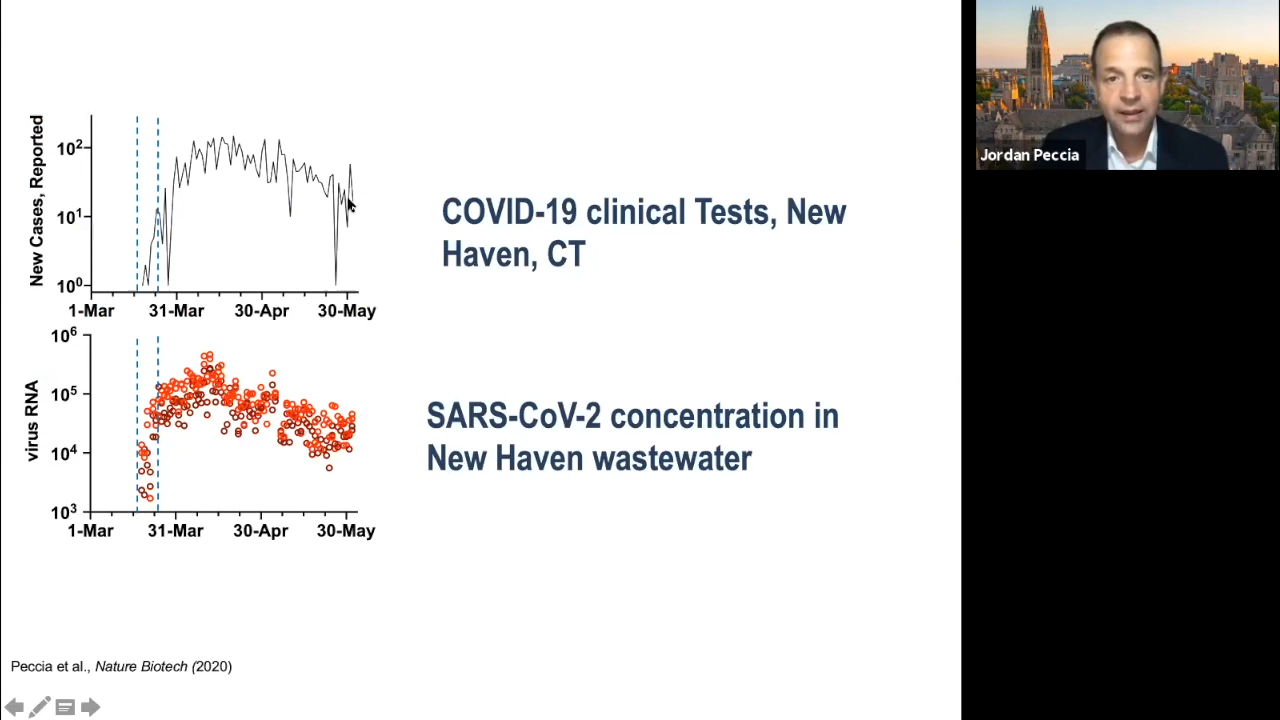 New Cases, Reported
10²
10¹
10⁰
1-Mar 31-Mar 30-Apr 30-May
COVID-19 clinical Tests, New
Haven, CT
virus RNA
10⁶
10⁵
10⁴
10³
1-Mar 31-Mar 30-Apr 30-May
SARS-CoV-2 concentration in
New Haven wastewater
Peccia et al., Nature Biotech (2020)
Jordan Peccia